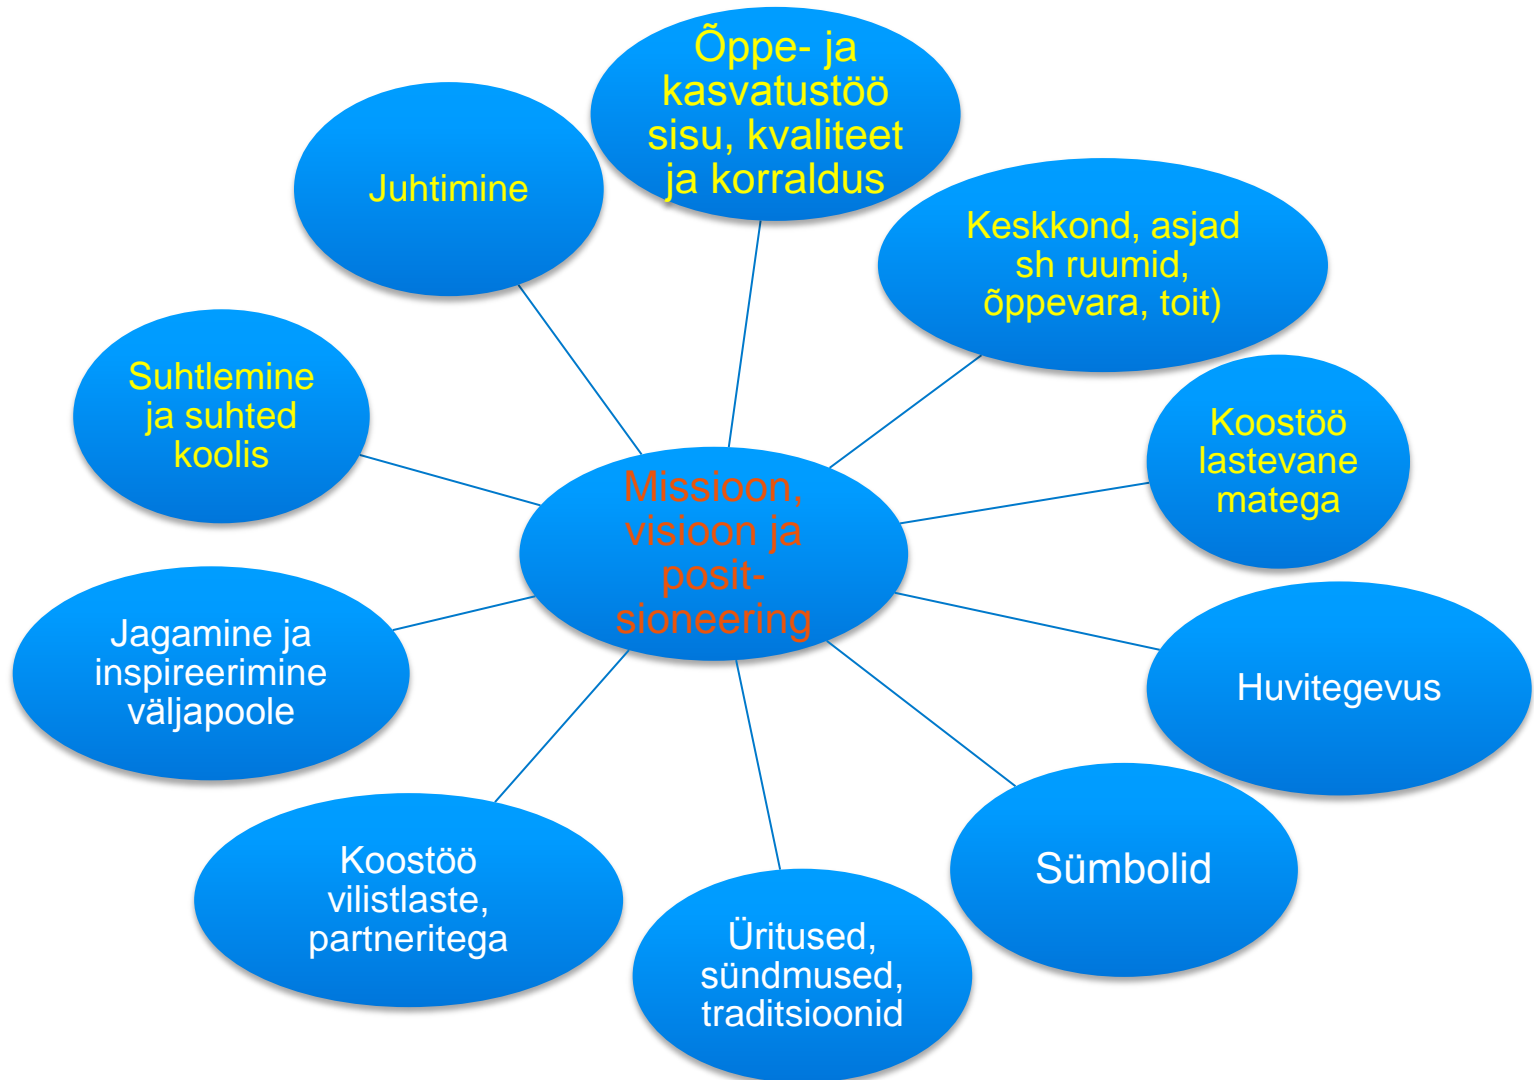 Õppe- ja
kasvatustöö
sisu, kvaliteet
ja korraldus
Juhtimine
Keskkond, asjad
sh ruumid,
õppevara, toit)
Suhtlemine
ja suhted
koolis
Koostöö
lastevane
matega
Missioon,
visioon ja
posit-
sioneering
Jagamine ja
inspireerimine
väljapoole
Huvitegevus
Koostöö
vilistlaste,
partneritega
Sümbolid
Üritused,
sündmused,
traditsioonid